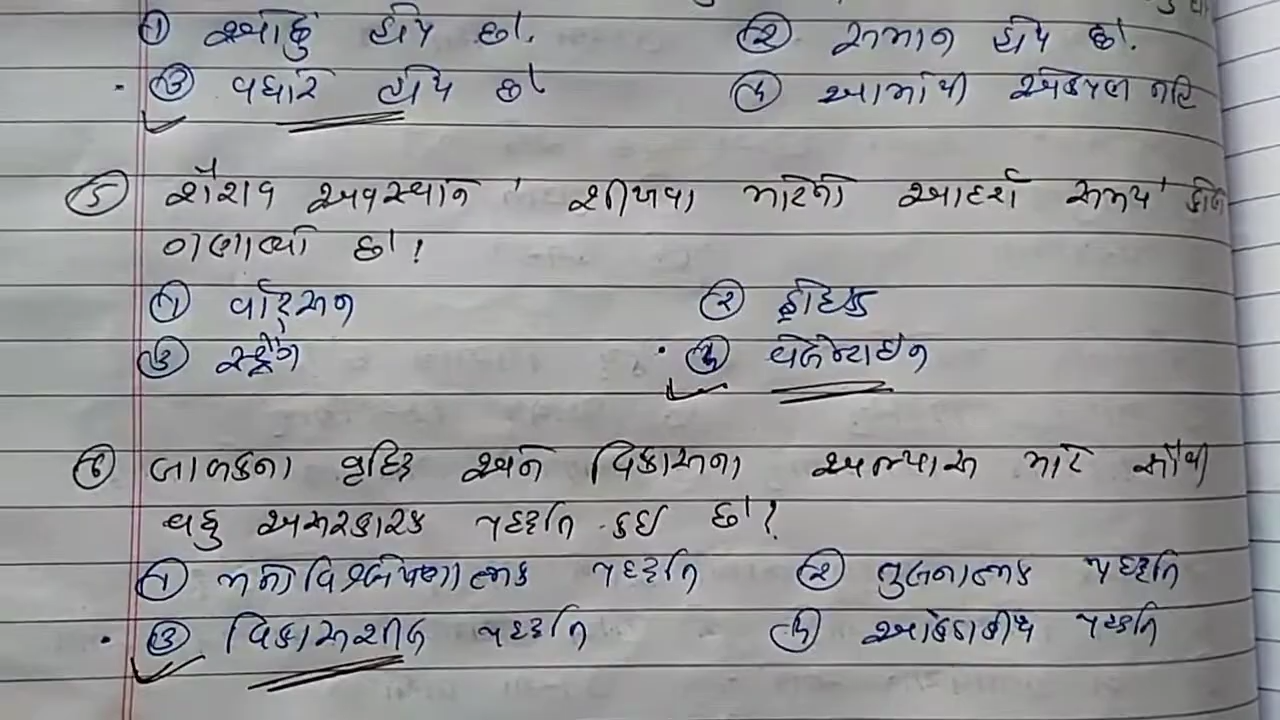 ① ઓછું હોય છે. ② સમાન હોય છે.
③ વધારે હોય છે ④ આમાંથી એકપણ નહિ
⑤ શૈશવ અવસ્થાને 'શીખવા માટેનો આદર્શ સમય' કોણે
ગણાવ્યો છે?
① વોટ્સન ② ફ્રોઈડ
③ સ્ટ્રેંગ ④ વેલેન્ટાઈન
⑥ બાળકના વૃદ્ધિ અને વિકાસના અભ્યાસ માટે સૌથી
વધુ અસરકારક પદ્ધતિ કઈ છે?
① મનોવિશ્લેષણાત્મક પદ્ધતિ ② તુલનાત્મક પદ્ધતિ
③ વિકાસશીલ પદ્ધતિ ④ આંકડાકીય પદ્ધતિ